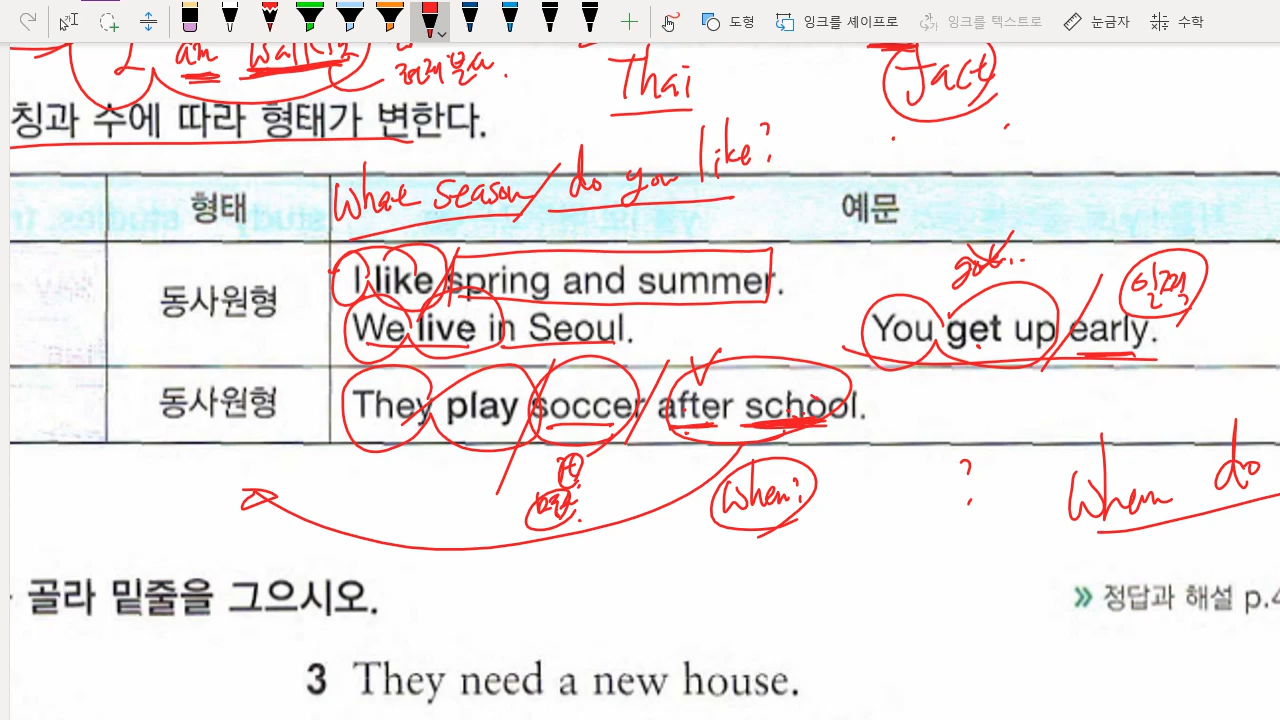 도형 잉크를 셰이프로 잉크를 텍스트로 눈금자 수학
I am
현재분사.
Thai
Fact
칭과 수에 따라 형태가 변한다.
What season / do you like?
형태 예문
동사원형
I like spring and summer.
We live in Seoul. You get up early.
일찍
동사원형 They play soccer after school.
When? ? When do
골라 밑줄을 그으시오.
» 정답과 해설 p.4
3 They need a new house.